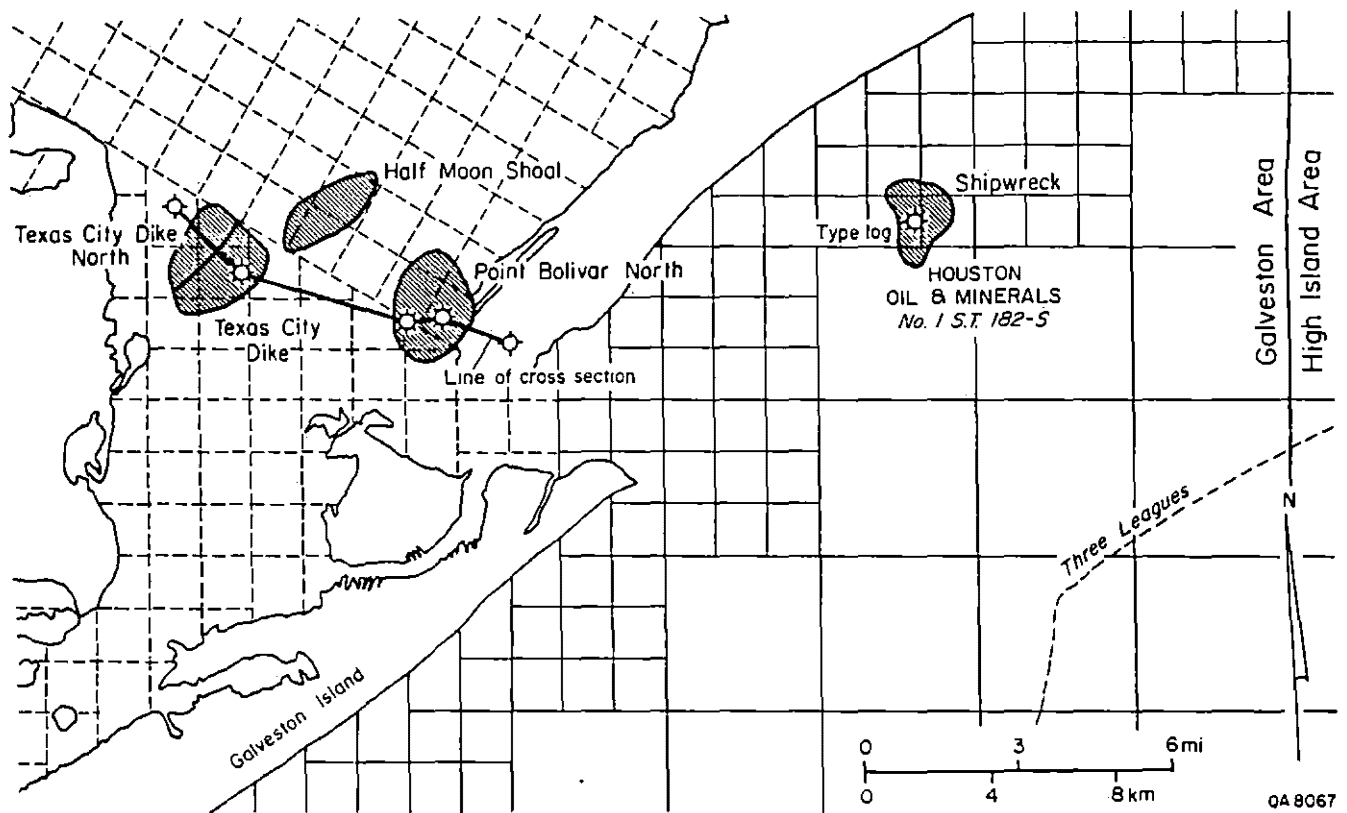 Half Moon Shoal
Shipwreck
Texas City Dike
North
Type log
Point Bolivar North
HOUSTON
OIL & MINERALS
No. 1 S.T. 182-S
Texas City
Dike
Line of cross section
Galveston Area
High Island Area
Three Leagues
N
Galveston Island
0 3 6 mi
0 4 8 km
QA 8067